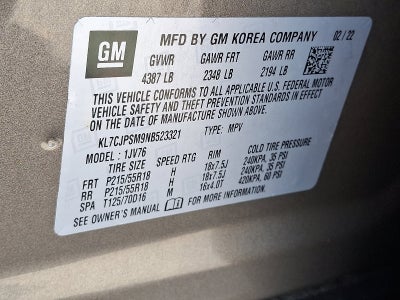 GM
MFD BY GM KOREA COMPANY 02/22
GVWR GAWR FRT GAWR RR
4387 LB 2348 LB 2194 LB
THIS VEHICLE CONFORMS TO ALL APPLICABLE U.S. FEDERAL MOTOR
VEHICLE SAFETY AND THEFT PREVENTION STANDARDS IN EFFECT
ON THE DATE OF MANUFACTURE SHOWN ABOVE.
KL7CJPSM9NB523321 TYPE: MPV
MODEL: 1JV76
TIRE SIZE SPEED RTG RIM COLD TIRE PRESSURE
FRT P215/55R18 H 18x7.5J 240KPA, 35 PSI
RR P215/55R18 H 18x7.5J 240KPA, 35 PSI
SPA T125/70D16 M 16x4.0T 420KPA, 60 PSI
SEE OWNER'S MANUAL FOR MORE INFORMATION.